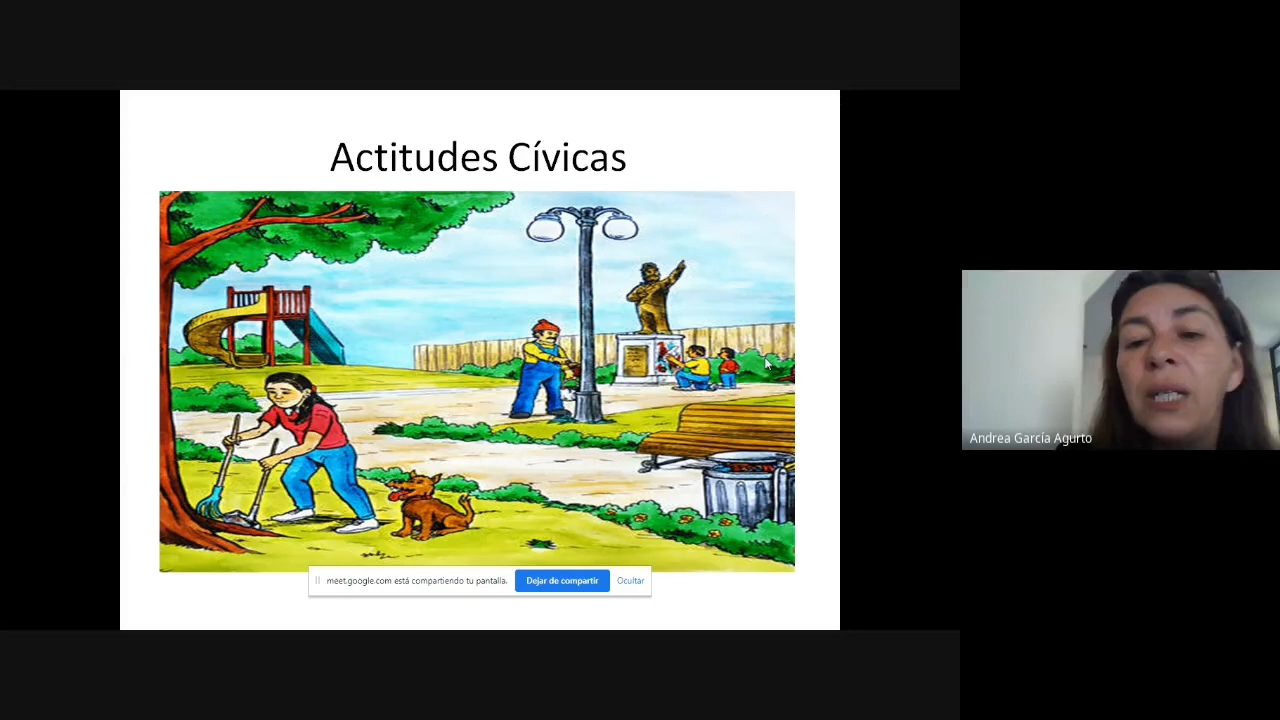 Actitudes Cívicas
meet.google.com está compartiendo tu pantalla.
Dejar de compartir
Ocultar
Andrea García Agurto